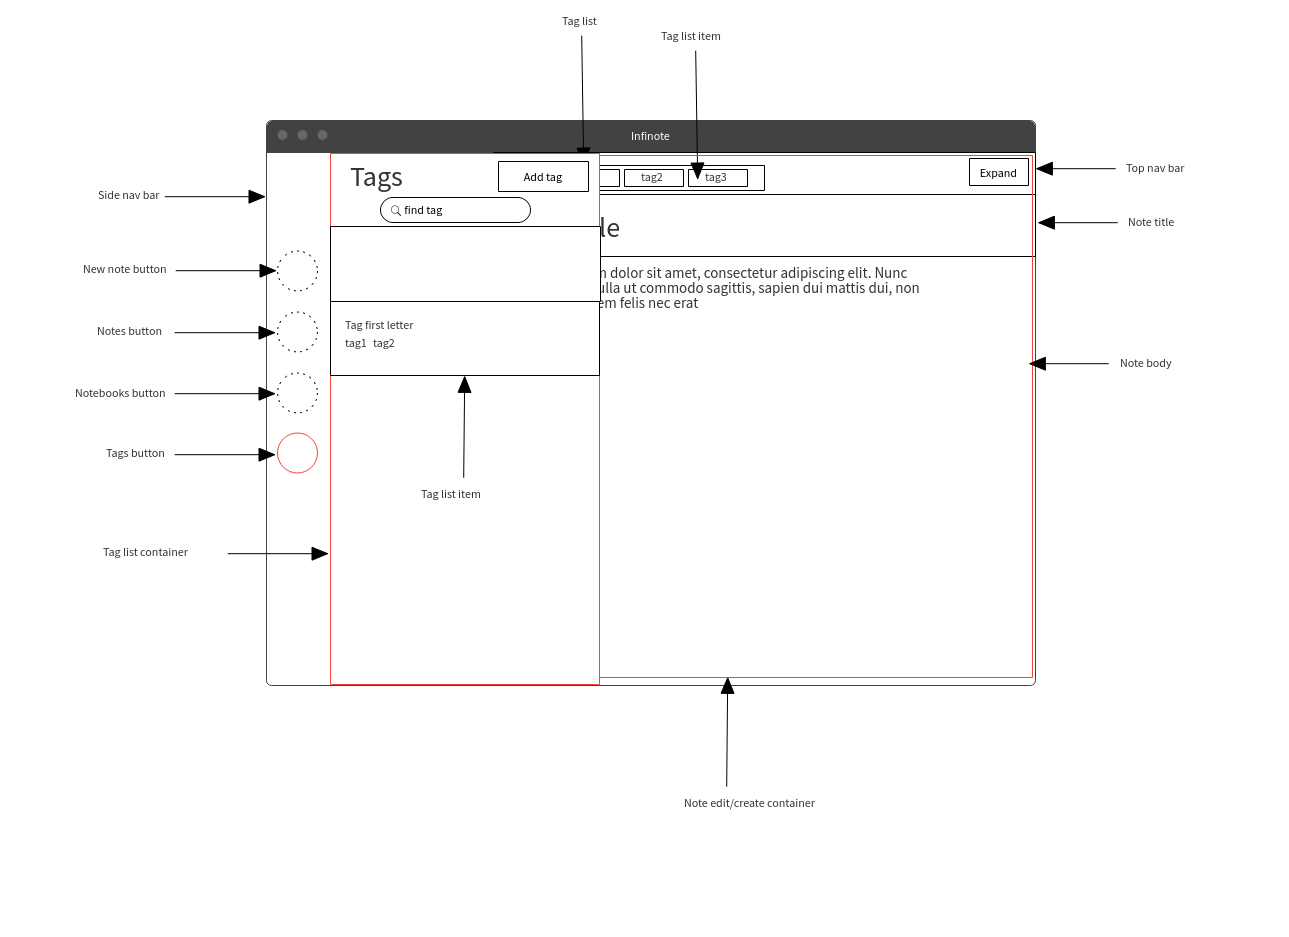 Tag list
Tag list item
Infinote
Tags
Add tag
tag2
tag3
Expand
Top nav bar
Side nav bar
find tag
Note title
le
New note button
dolor sit amet, consectetur adipiscing elit. Nunc
ulla ut commodo sagittis, sapien dui mattis dui, non
em felis nec erat
Notes button
Tag first letter
tag1 tag2
Note body
Notebooks button
Tags button
Tag list item
Tag list container
Note edit/create container